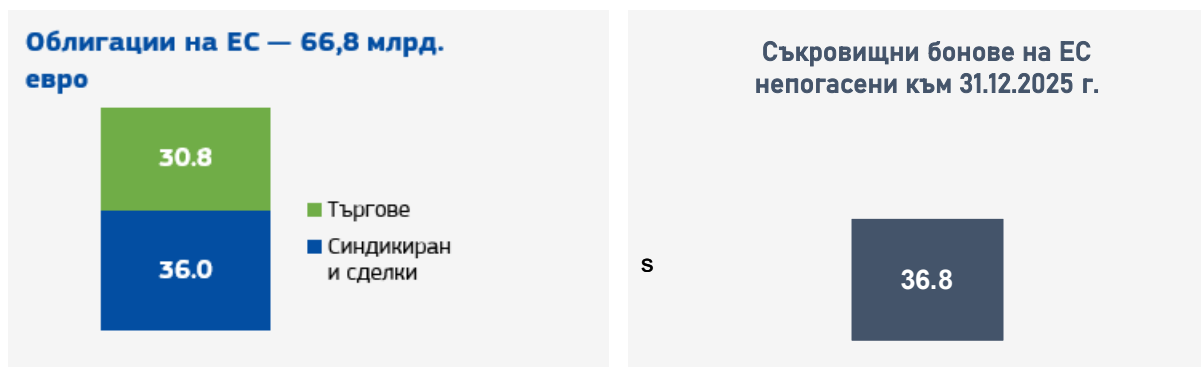 Облигации на ЕС — 66,8 млрд.
евро
30.8
36.0
Търгове
Синдикиран
и сделки
Съкровищни бонове на ЕС
непогасени към 31.12.2025 г.
s
36.8